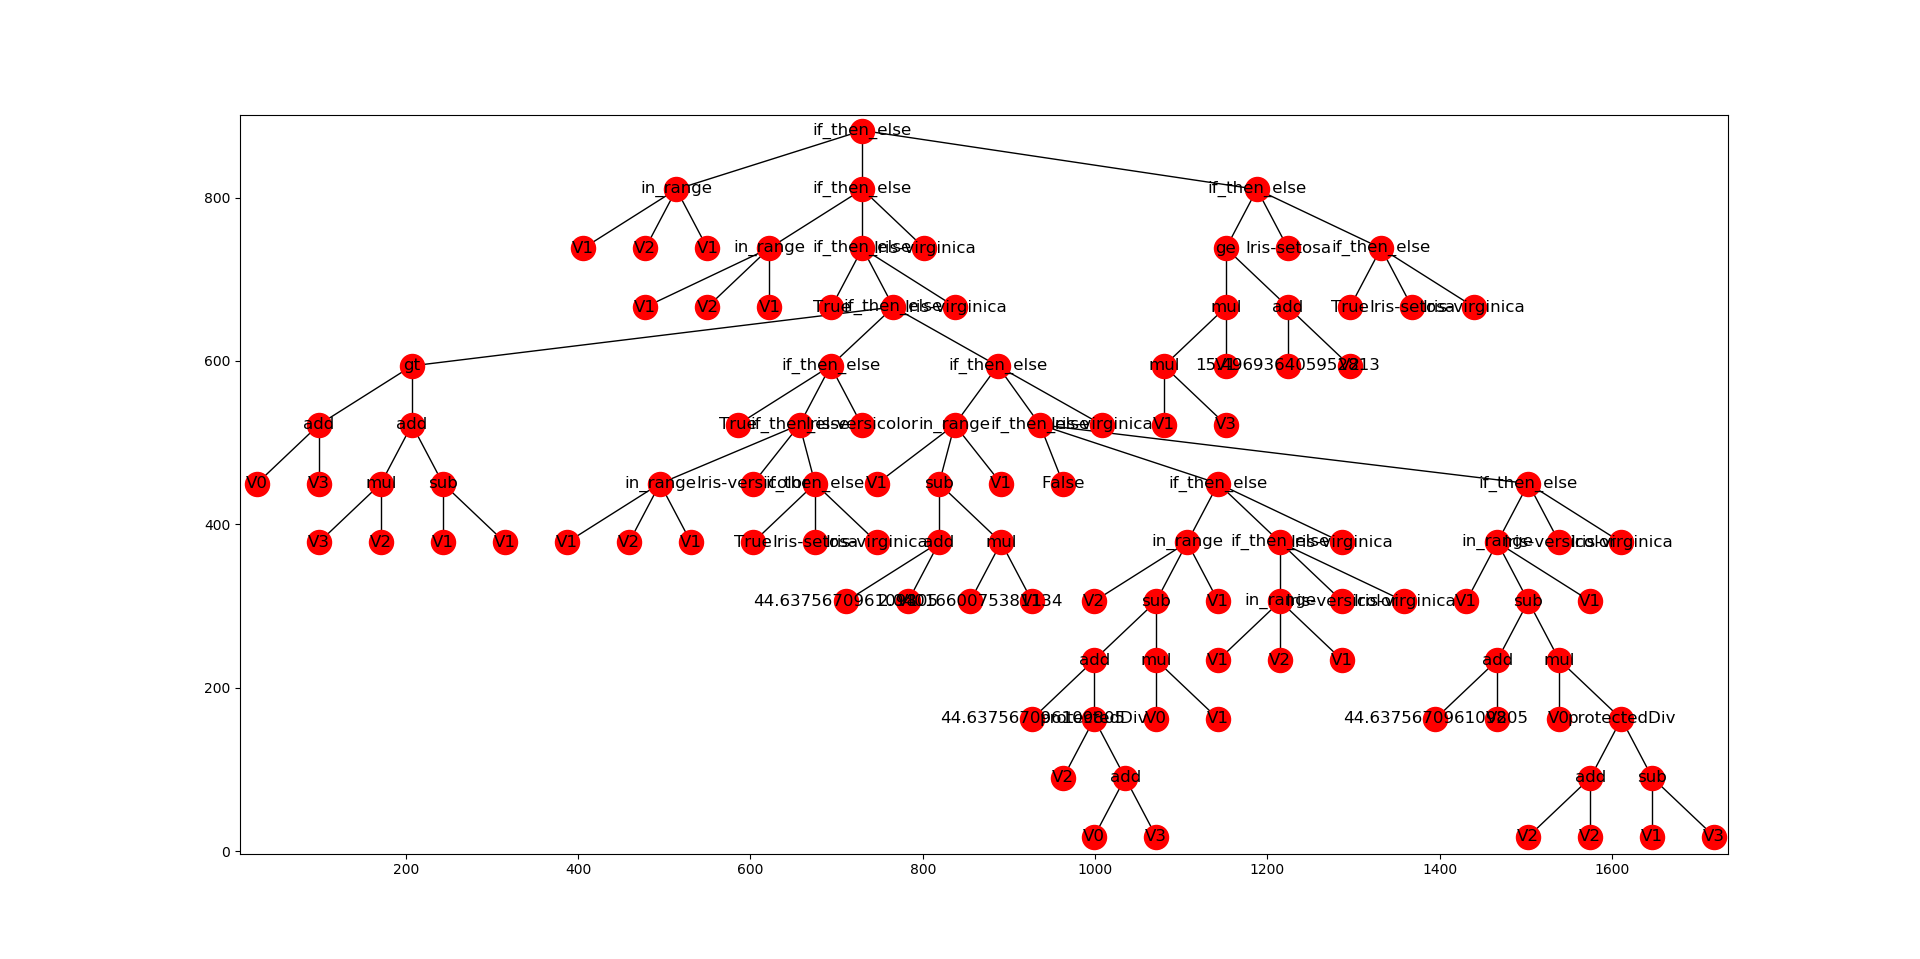 if_then_else
in_range if_then_else if_then_else
800
V1 V2 V1 in_range if_then_else Iris-virginica ge Iris-setosa if_then_else
V1 V2 V1 True if_then_else Iris-virginica mul add True Iris-setosa Iris-virginica
600
gt if_then_else if_then_else mul V1 V2
add add True if_then_else Iris-versicolor in_range if_then_else Iris-virginica V1 V3
V0 V3 mul sub in_range Iris-versicolor if_then_else V1 sub V1 False if_then_else if_then_else
400
V3 V2 V1 V1 V1 V2 V1 True Iris-setosa Iris-virginica add mul in_range if_then_else Iris-virginica in_range Iris-versicolor Iris-virginica
44.637567096109805 V1 V2 sub V1 in_range Iris-versicolor Iris-virginica V1 sub V1
add mul V1 V2 V1 add mul
200
44.637567096109805 protectedDiv V0 V1 44.637567096109805 V2 V0 protectedDiv
V2 add add sub
V0 V3 V2 V2 V1 V3
0
200 400 600 800 1000 1200 1400 1600